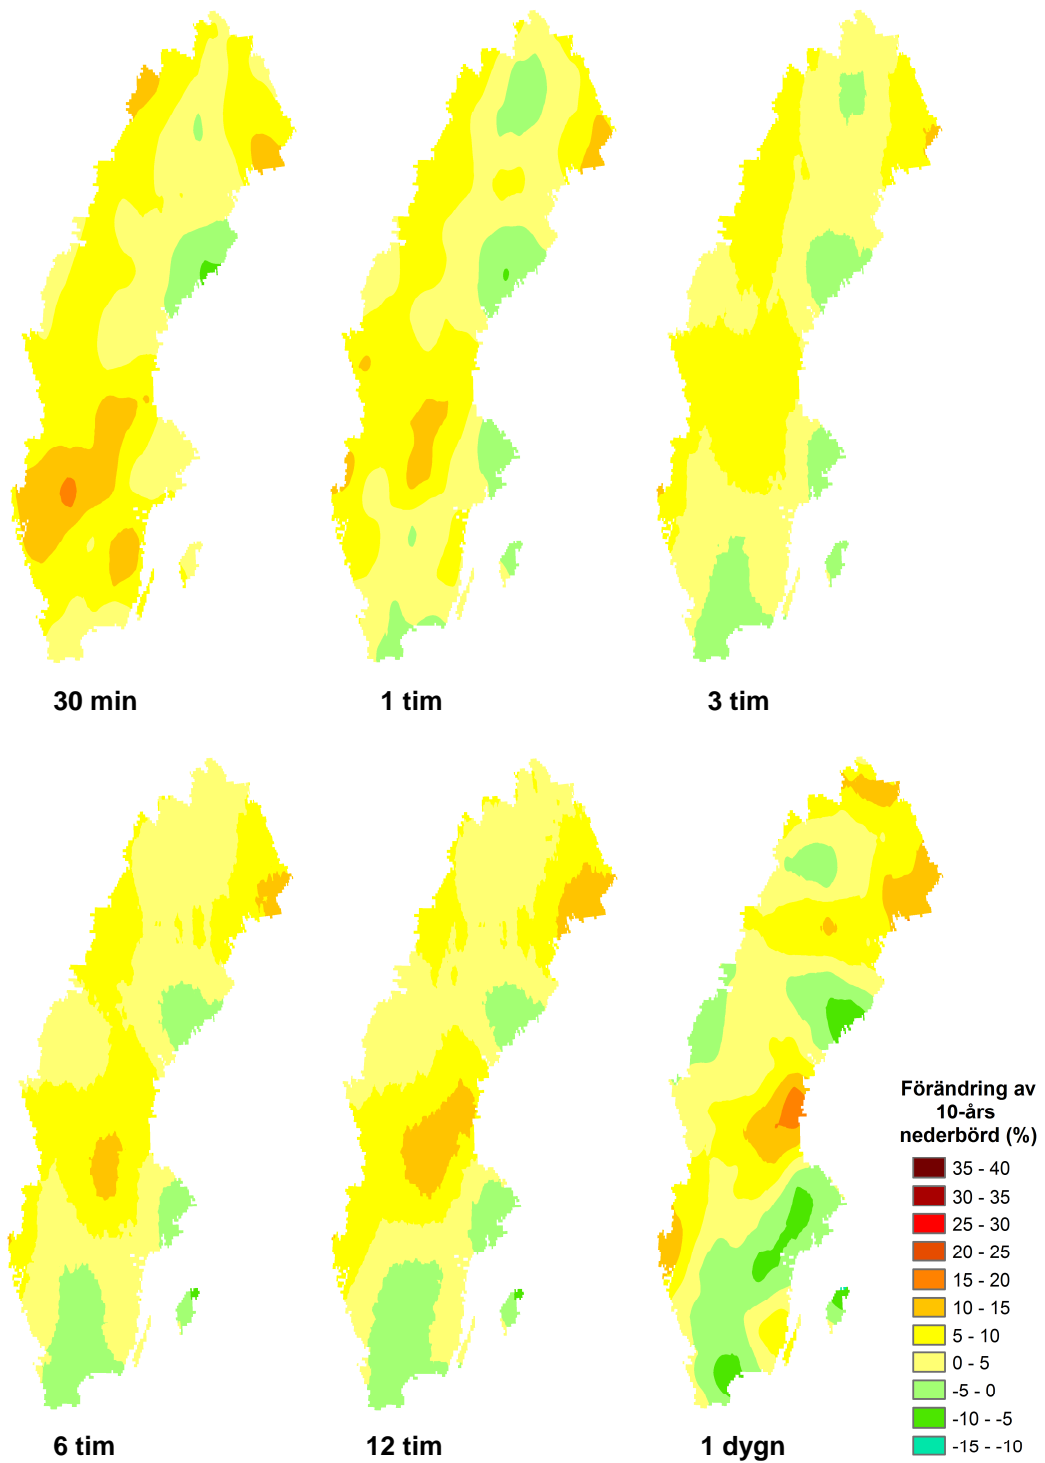 30 min
1 tim
3 tim
6 tim
12 tim
1 dygn
Förändring av
10-års
nederbörd (%)
35 - 40
30 - 35
25 - 30
20 - 25
15 - 20
10 - 15
5 - 10
0 - 5
-5 - 0
-10 - -5
-15 - -10